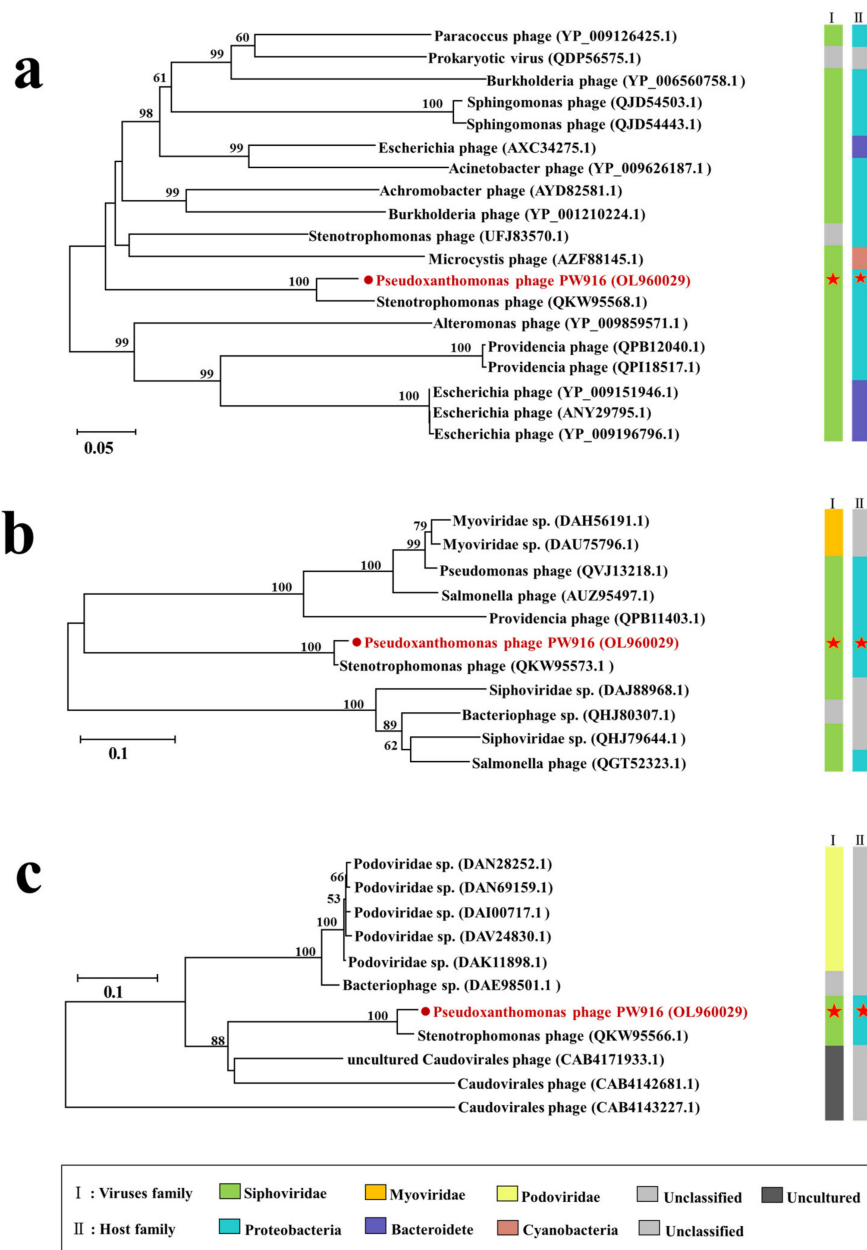 a
I II
Paracoccus phage (YP_009126425.1)
60
Prokaryotic virus (QDP56575.1)
99
Burkholderia phage (YP_006560758.1)
61
Sphingomonas phage (QJD54503.1)
100
Sphingomonas phage (QJD54443.1)
98
Escherichia phage (AXC34275.1)
99
Acinetobacter phage (YP_009626187.1 )
Achromobacter phage (AYD82581.1)
99
Burkholderia phage (YP_001210224.1)
Stenotrophomonas phage (UFJ83570.1)
Microcystis phage (AZF88145.1)
100
Pseudoxanthomonas phage PW916 (OL960029)
Stenotrophomonas phage (QKW95568.1)
Alteromonas phage (YP_009859571.1 )
99
Providencia phage (QPB12040.1)
100
Providencia phage (QPI18517.1)
99
Escherichia phage (YP_009151946.1 )
100
Escherichia phage (ANY29795.1)
Escherichia phage (YP_009196796.1 )
0.05
b
I II
Myoviridae sp. (DAH56191.1)
79
Myoviridae sp. (DAU75796.1)
99
Pseudomonas phage (QVJ13218.1)
100
Salmonella phage (AUZ95497.1)
100
Providencia phage (QPB11403.1)
Pseudoxanthomonas phage PW916 (OL960029)
100
Stenotrophomonas phage (QKW95573.1 )
Siphoviridae sp. (DAJ88968.1)
100
Bacteriophage sp. (QHJ80307.1)
89
Siphoviridae sp. (QHJ79644.1 )
62
Salmonella phage (QGT52323.1)
0.1
c
I II
Podoviridae sp. (DAN28252.1)
66
Podoviridae sp. (DAN69159.1)
53
Podoviridae sp. (DAI00717.1 )
100
Podoviridae sp. (DAV24830.1)
100
Podoviridae sp. (DAK11898.1)
Bacteriophage sp. (DAE98501.1 )
0.1
Pseudoxanthomonas phage PW916 (OL960029)
100
Stenotrophomonas phage (QKW95566.1)
88
uncultured Caudovirales phage (CAB4171933.1)
Caudovirales phage (CAB4142681.1)
Caudovirales phage (CAB4143227.1)
I : Viruses family Siphoviridae Myoviridae Podoviridae Unclassified Uncultured
II : Host family Proteobacteria Bacteroidete Cyanobacteria Unclassified